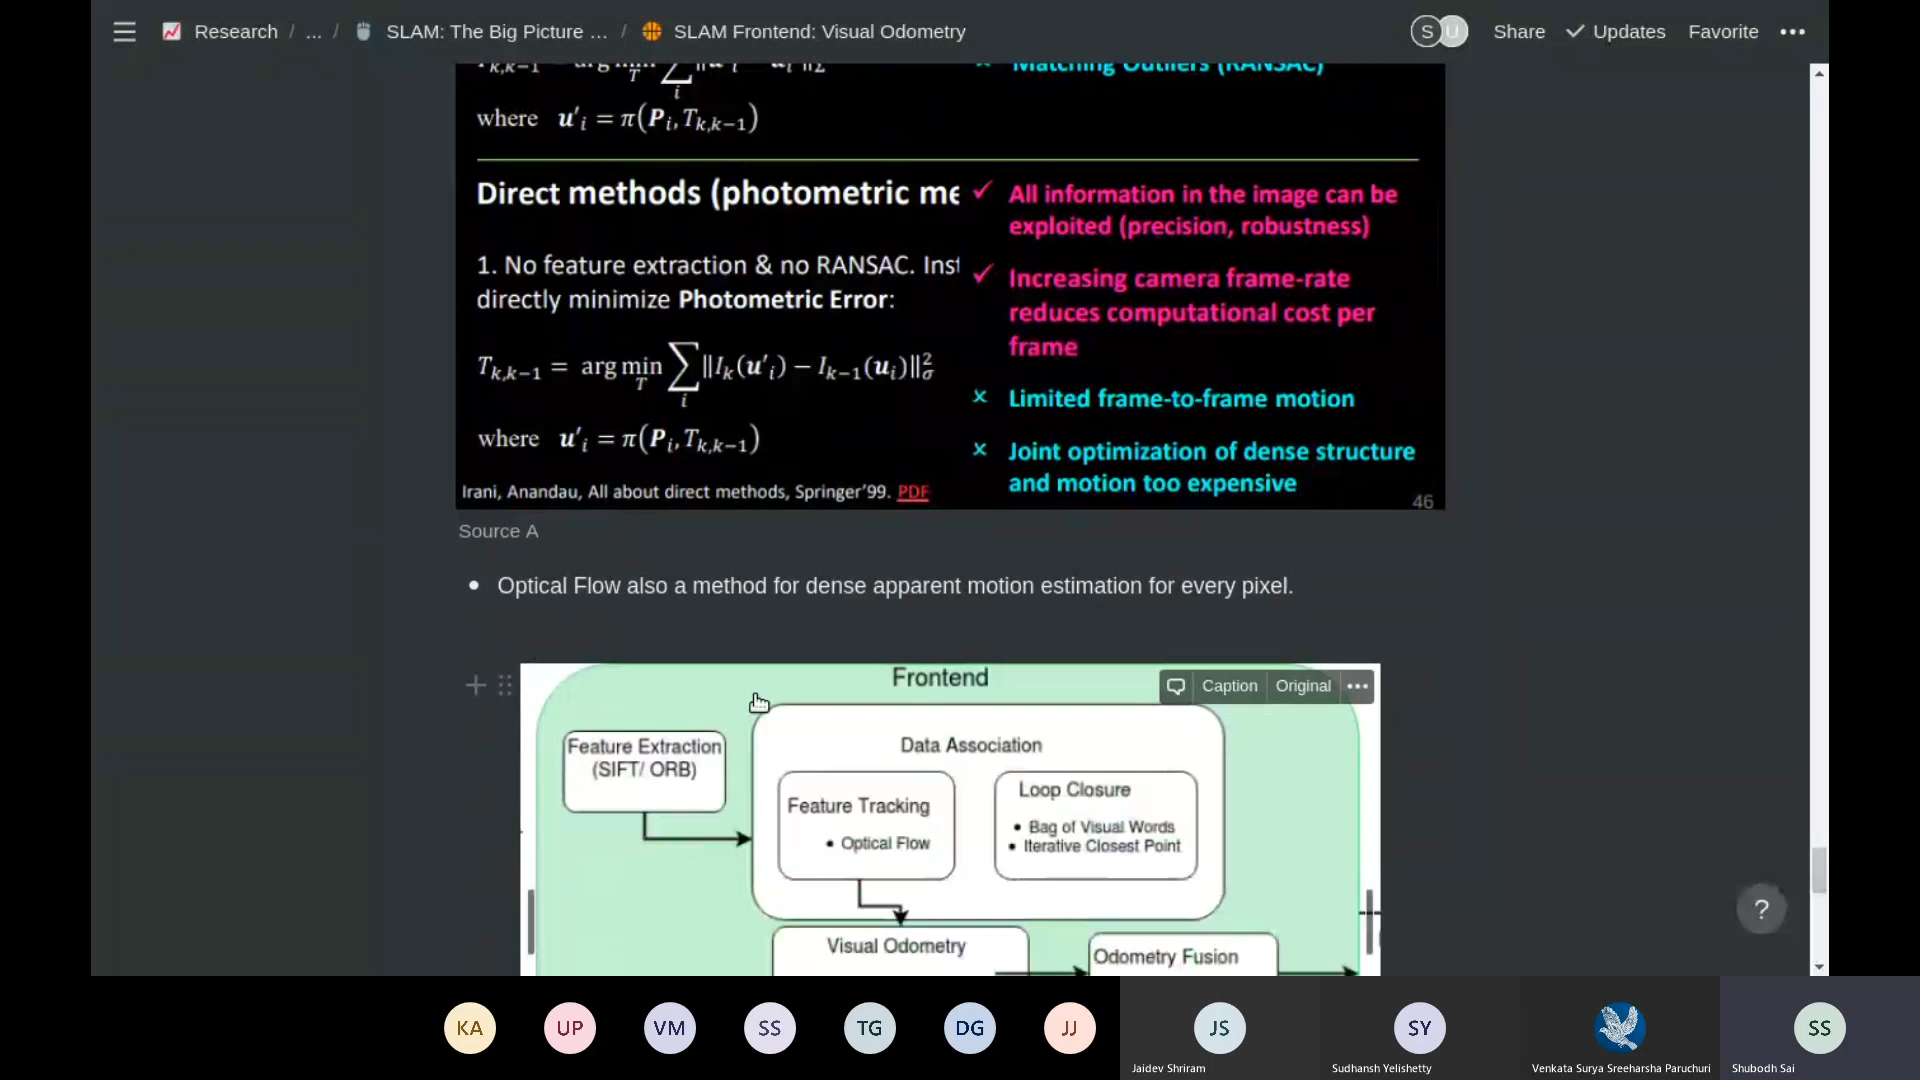 Research / ... / SLAM: The Big Picture ... / SLAM Frontend: Visual Odometry
S U Share Updates Favorite
Matching Outliers (RANSAC)
where u'ᵢ = π(Pᵢ, Tₖ,ₖ₋₁)
Direct methods (photometric me
1. No feature extraction & no RANSAC. Inst
directly minimize Photometric Error:
Tₖ,ₖ₋₁ = arg min_T ∑ᵢ ‖Iₖ(u'ᵢ) − Iₖ₋₁(uᵢ)‖²_σ
where u'ᵢ = π(Pᵢ, Tₖ,ₖ₋₁)
Irani, Anandau, All about direct methods, Springer'99. PDF
✓ All information in the image can be
exploited (precision, robustness)
✓ Increasing camera frame-rate
reduces computational cost per
frame
× Limited frame-to-frame motion
× Joint optimization of dense structure
and motion too expensive
46
Source A
• Optical Flow also a method for dense apparent motion estimation for every pixel.
Frontend
Caption Original
Feature Extraction
(SIFT/ ORB)
Data Association
Feature Tracking
• Optical Flow
Loop Closure
• Bag of Visual Words
• Iterative Closest Point
Visual Odometry
Odometry Fusion
?
KA UP VM SS TG DG JJ JS SY SS
Jaidev Shriram
Sudhansh Yelishetty
Venkata Surya Sreeharsha Paruchuri
Shubodh Sai